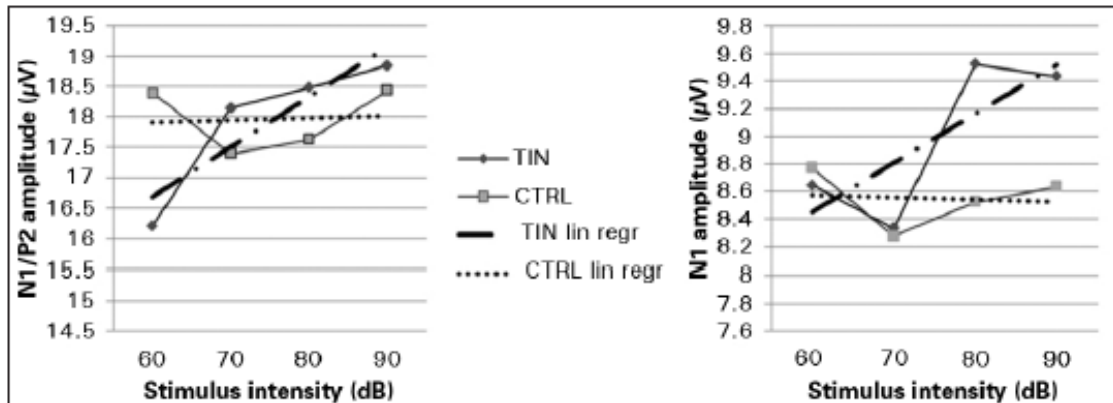 N1/P2 amplitude (µV)
19.5
19
18.5
18
17.5
17
16.5
16
15.5
15
14.5
60 70 80 90
Stimulus intensity (dB)
TIN
CTRL
TIN lin regr
CTRL lin regr
N1 amplitude (µV)
9.8
9.6
9.4
9.2
9
8.8
8.6
8.4
8.2
8
7.8
7.6
60 70 80 90
Stimulus intensity (dB)